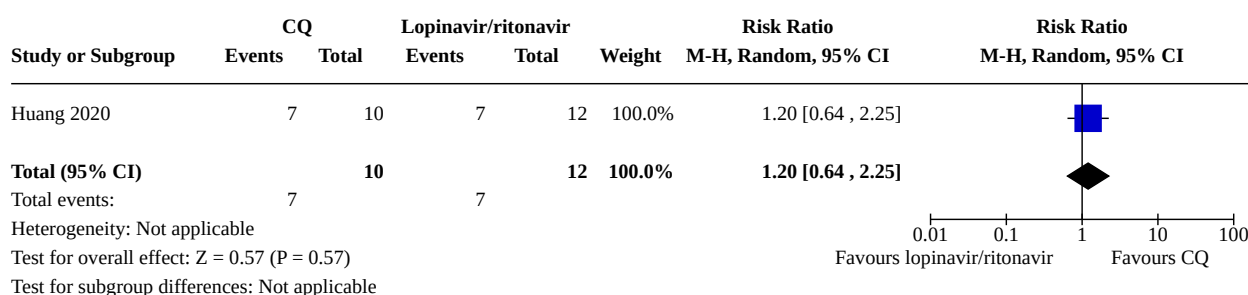 CQ Lopinavir/ritonavir Risk Ratio Risk Ratio
Study or Subgroup Events Total Events Total Weight M-H, Random, 95% CI M-H, Random, 95% CI
Huang 2020 7 10 7 12 100.0% 1.20 [0.64 , 2.25]
Total (95% CI) 10 12 100.0% 1.20 [0.64 , 2.25]
Total events: 7 7
Heterogeneity: Not applicable
0.01 0.1 1 10 100
Test for overall effect: Z = 0.57 (P = 0.57)
Favours lopinavir/ritonavir Favours CQ
Test for subgroup differences: Not applicable